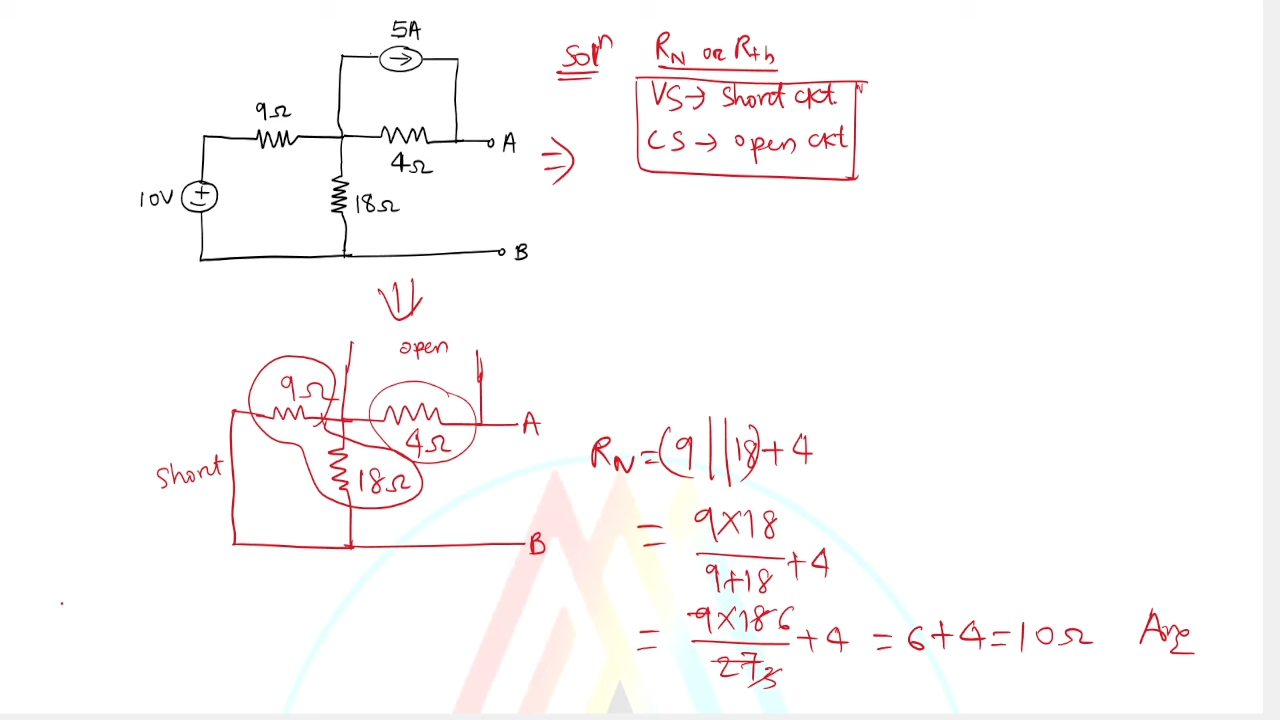 5A
9Ω
4Ω
A
10V
18Ω
B
Solⁿ
R_N or R_th
VS → Short ckt.
CS → open ckt
⇒
open
9Ω
4Ω
A
Short
18Ω
B
R_N = (9 || 18) + 4
= 9×18 / 9+18 + 4
= 9×18 6 / 27 3 + 4 = 6+4 = 10Ω Ans